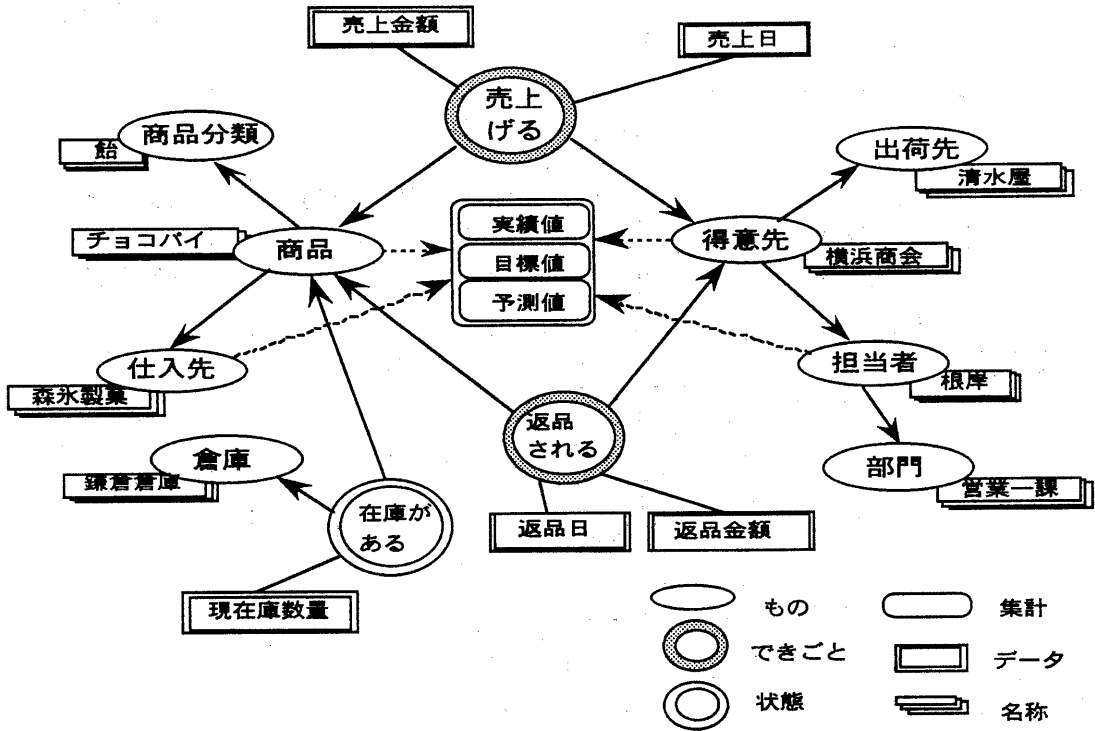 売上金額
売上日
売上
げる
商品分類
飴
出荷先
清水屋
チョコパイ
商品
実績値
目標値
予測値
得意先
横浜商会
仕入先
森氷製菓
担当者
根岸
返品
される
倉庫
鎌倉倉庫
部門
営業一課
在庫が
ある
返品日
返品金額
現在庫数量
もの
集計
できごと
データ
状態
名称